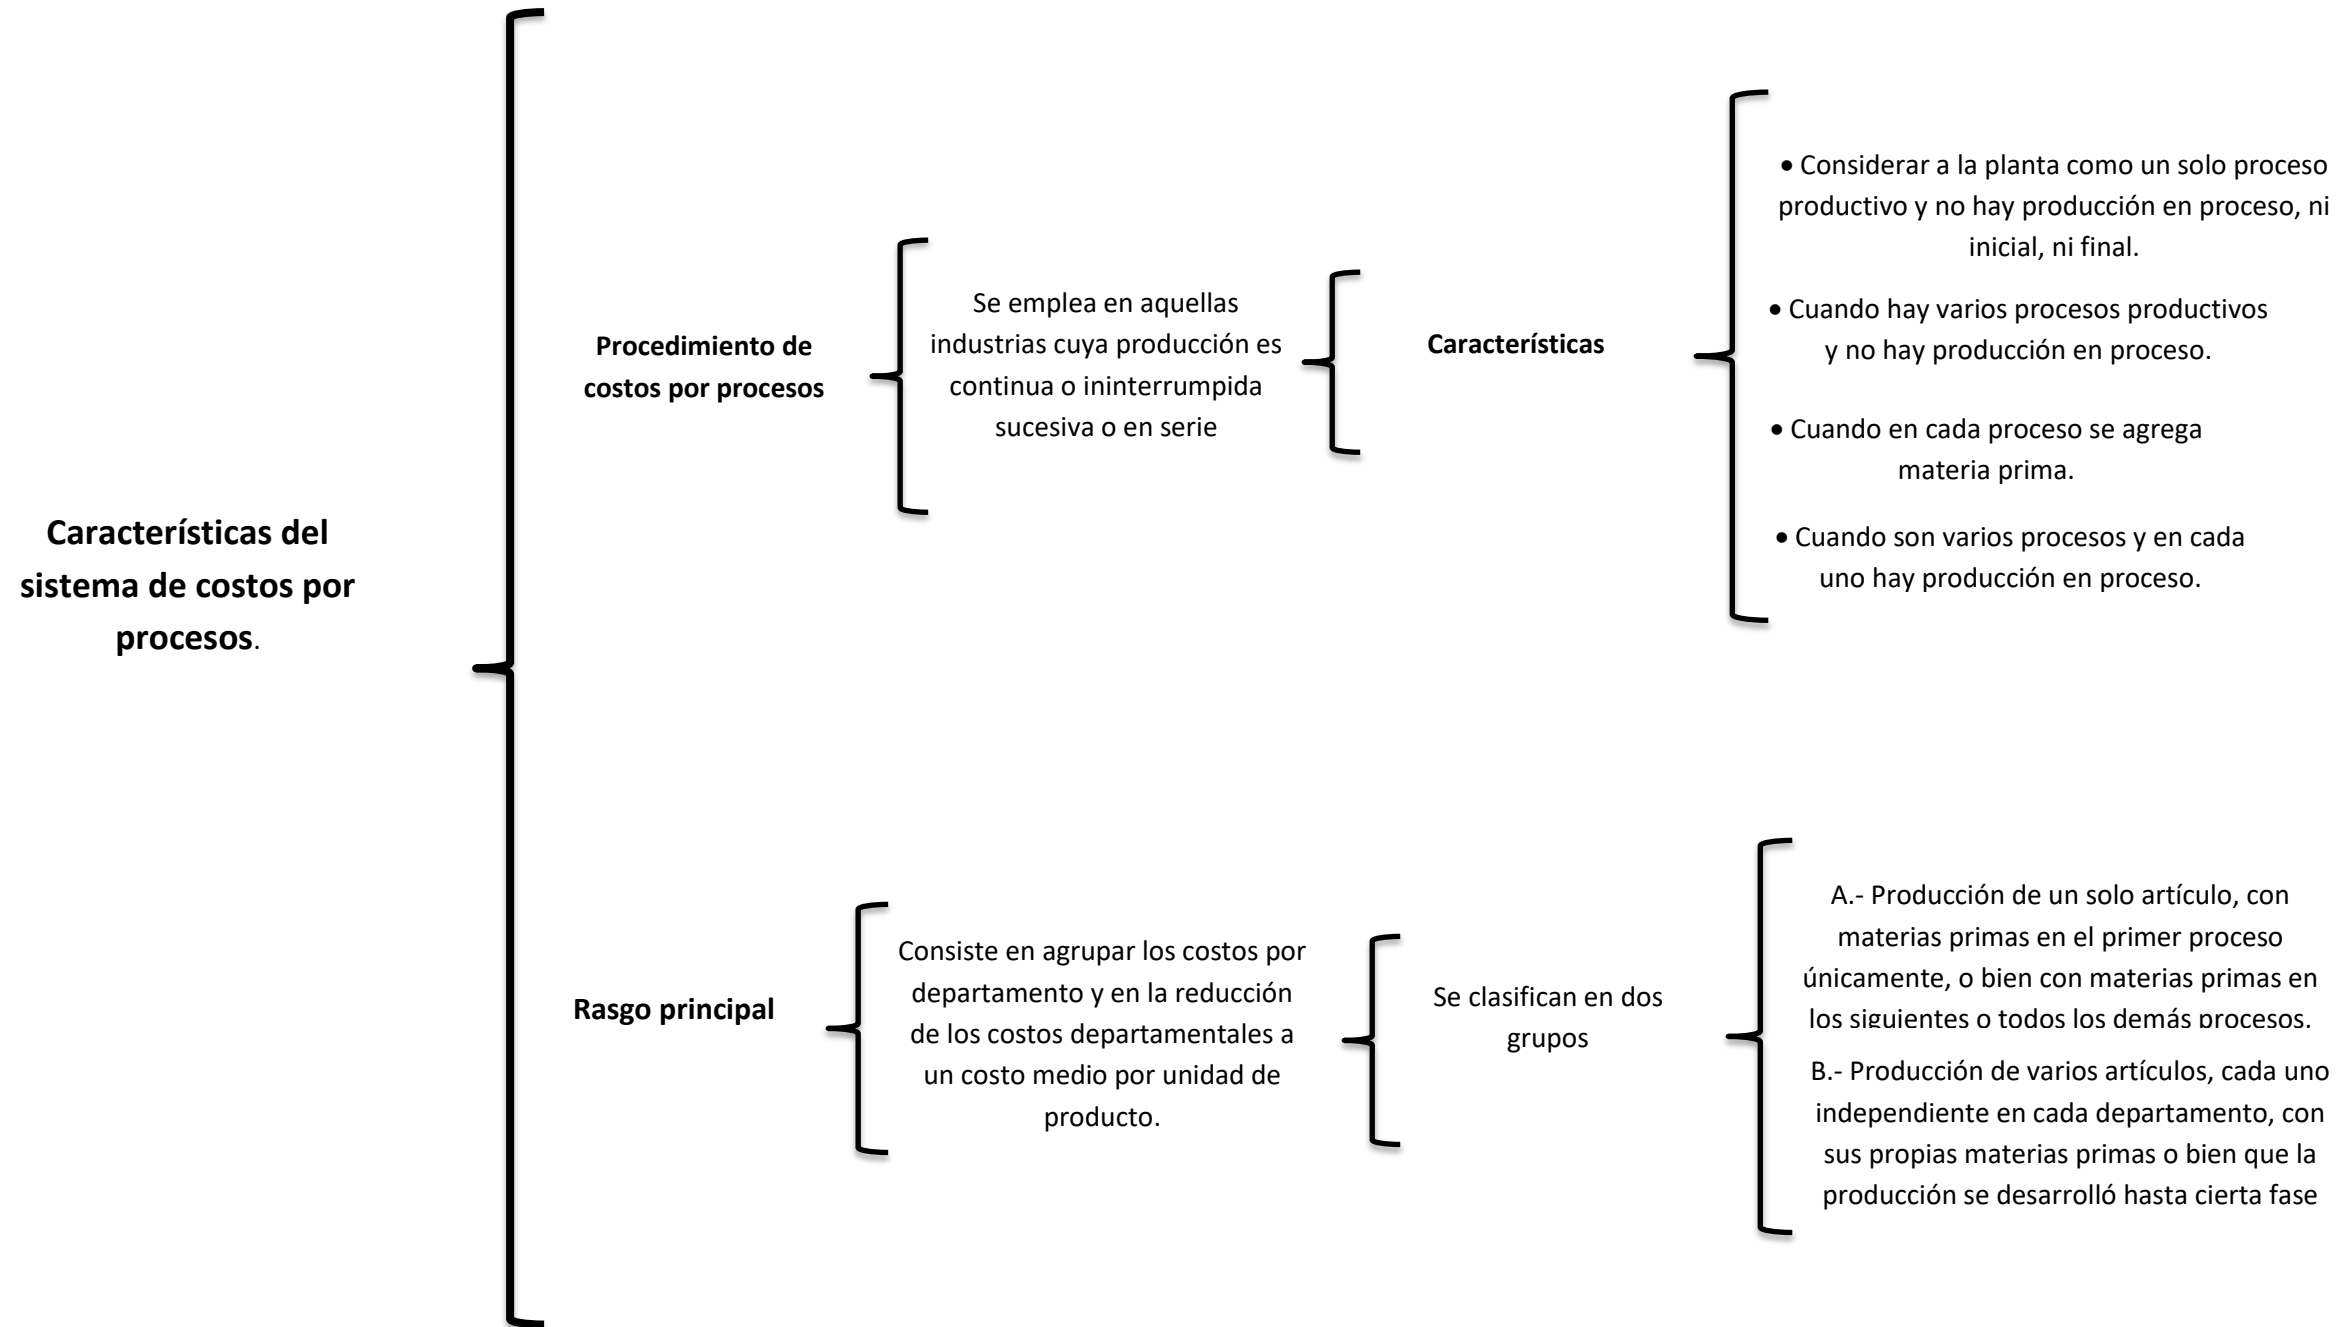 Características del
sistema de costos por
procesos.
Procedimiento de
costos por procesos
Se emplea en aquellas
industrias cuya producción es
continua o ininterrumpida
sucesiva o en serie
Características
• Considerar a la planta como un solo proceso
productivo y no hay producción en proceso, ni
inicial, ni final.
• Cuando hay varios procesos productivos
y no hay producción en proceso.
• Cuando en cada proceso se agrega
materia prima.
• Cuando son varios procesos y en cada
uno hay producción en proceso.
Rasgo principal
Consiste en agrupar los costos por
departamento y en la reducción
de los costos departamentales a
un costo medio por unidad de
producto.
Se clasifican en dos
grupos
A.- Producción de un solo artículo, con
materias primas en el primer proceso
únicamente, o bien con materias primas en
los siguientes o todos los demás procesos.
B.- Producción de varios artículos, cada uno
independiente en cada departamento, con
sus propias materias primas o bien que la
producción se desarrolló hasta cierta fase